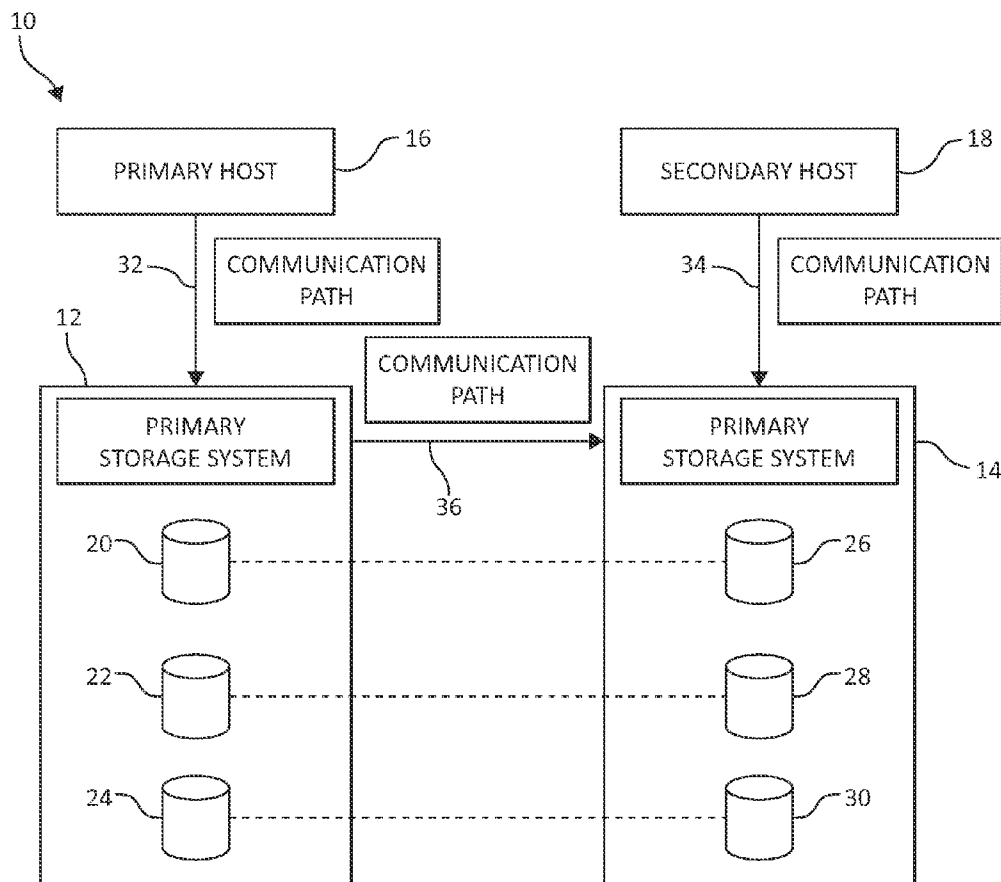 10
PRIMARY HOST
16
SECONDARY HOST
18
32
COMMUNICATION
PATH
34
COMMUNICATION
PATH
12
COMMUNICATION
PATH
PRIMARY
STORAGE SYSTEM
PRIMARY
STORAGE SYSTEM
14
36
20
26
22
28
24
30